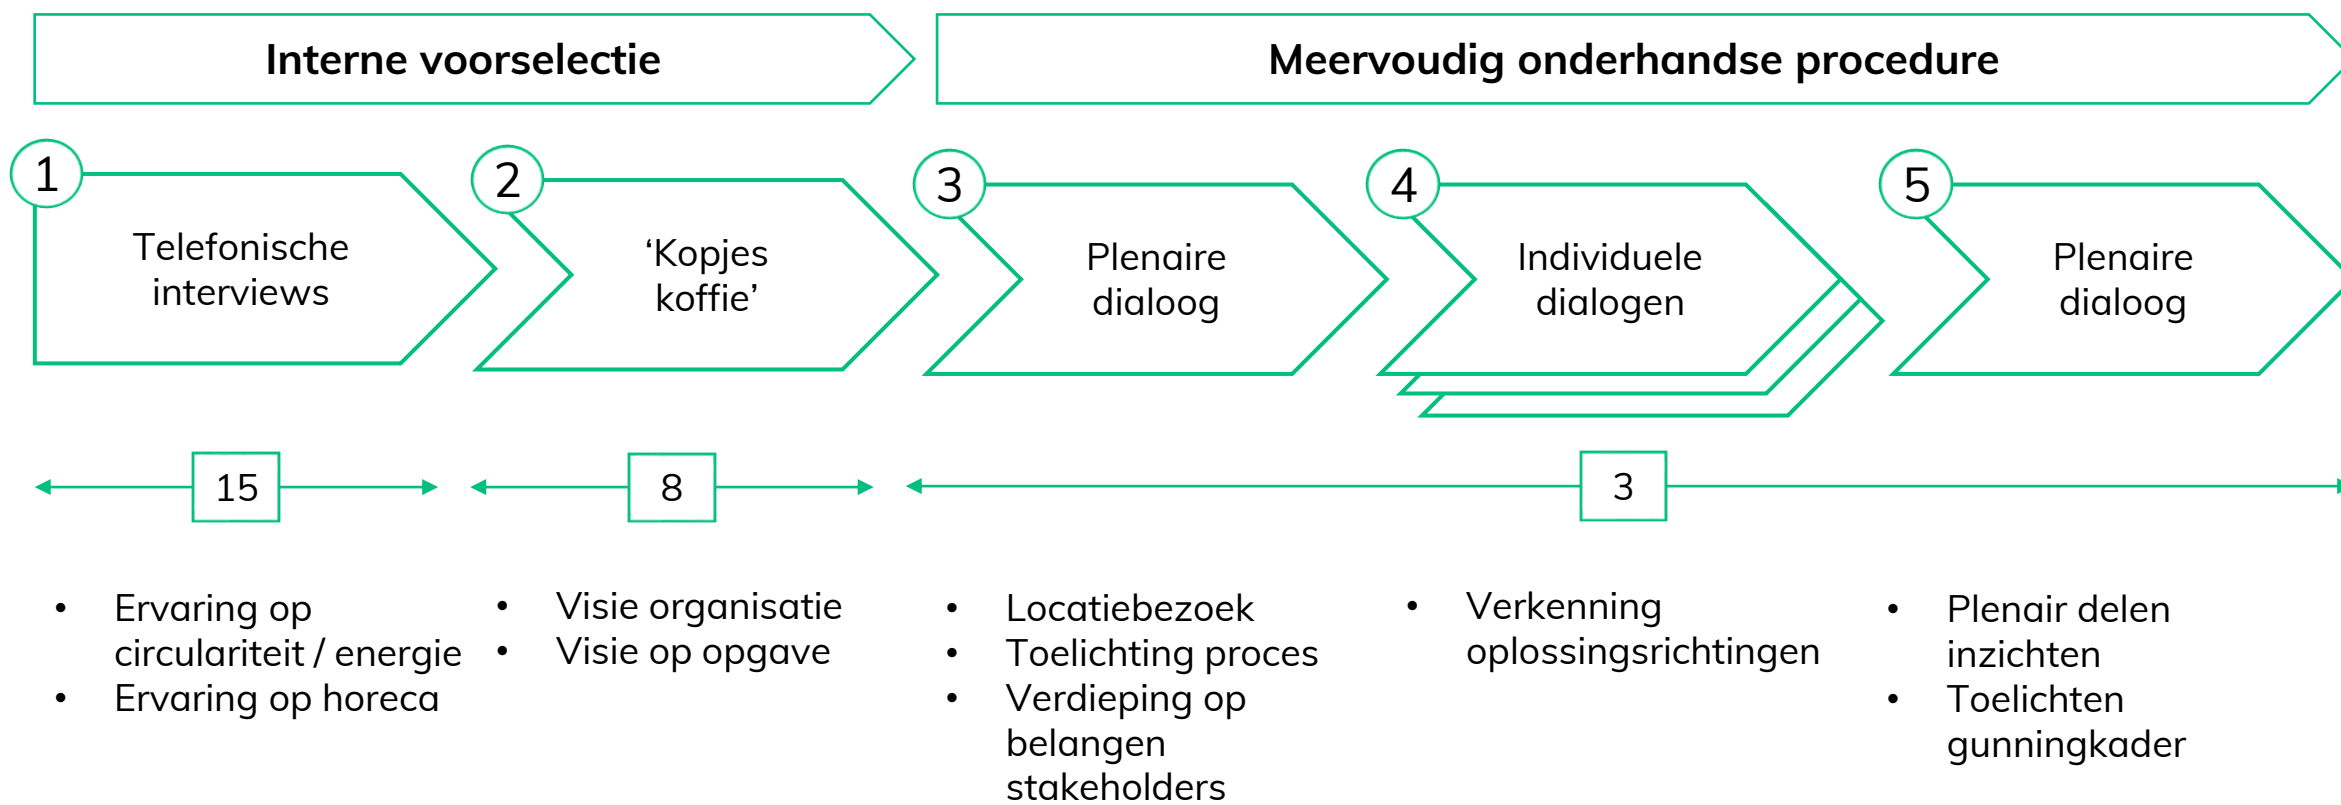 Interne voorselectie
Meervoudig onderhandse procedure
1
Telefonische
interviews
2
‘Kopjes
koffie’
3
Plenaire
dialoog
4
Individuele
dialogen
5
Plenaire
dialoog
15
8
3
• Ervaring op
circulariteit / energie
• Ervaring op horeca
• Visie organisatie
• Visie op opgave
• Locatiebezoek
• Toelichting proces
• Verdieping op
belangen
stakeholders
• Verkenning
oplossingsrichtingen
• Plenair delen
inzichten
• Toelichten
gunningkader